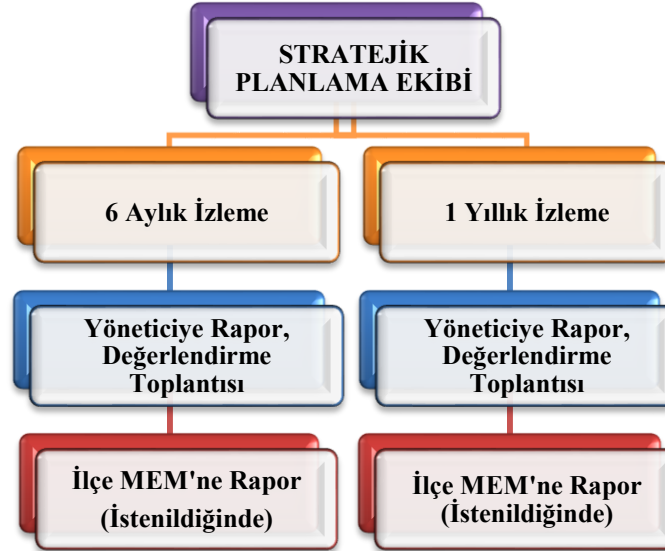 STRATEJİK
PLANLAMA EKİBİ
6 Aylık İzleme
1 Yıllık İzleme
Yöneticiye Rapor,
Değerlendirme
Toplantısı
Yöneticiye Rapor,
Değerlendirme
Toplantısı
İlçe MEM'ne Rapor
(İstenildiğinde)
İlçe MEM'ne Rapor
(İstenildiğinde)